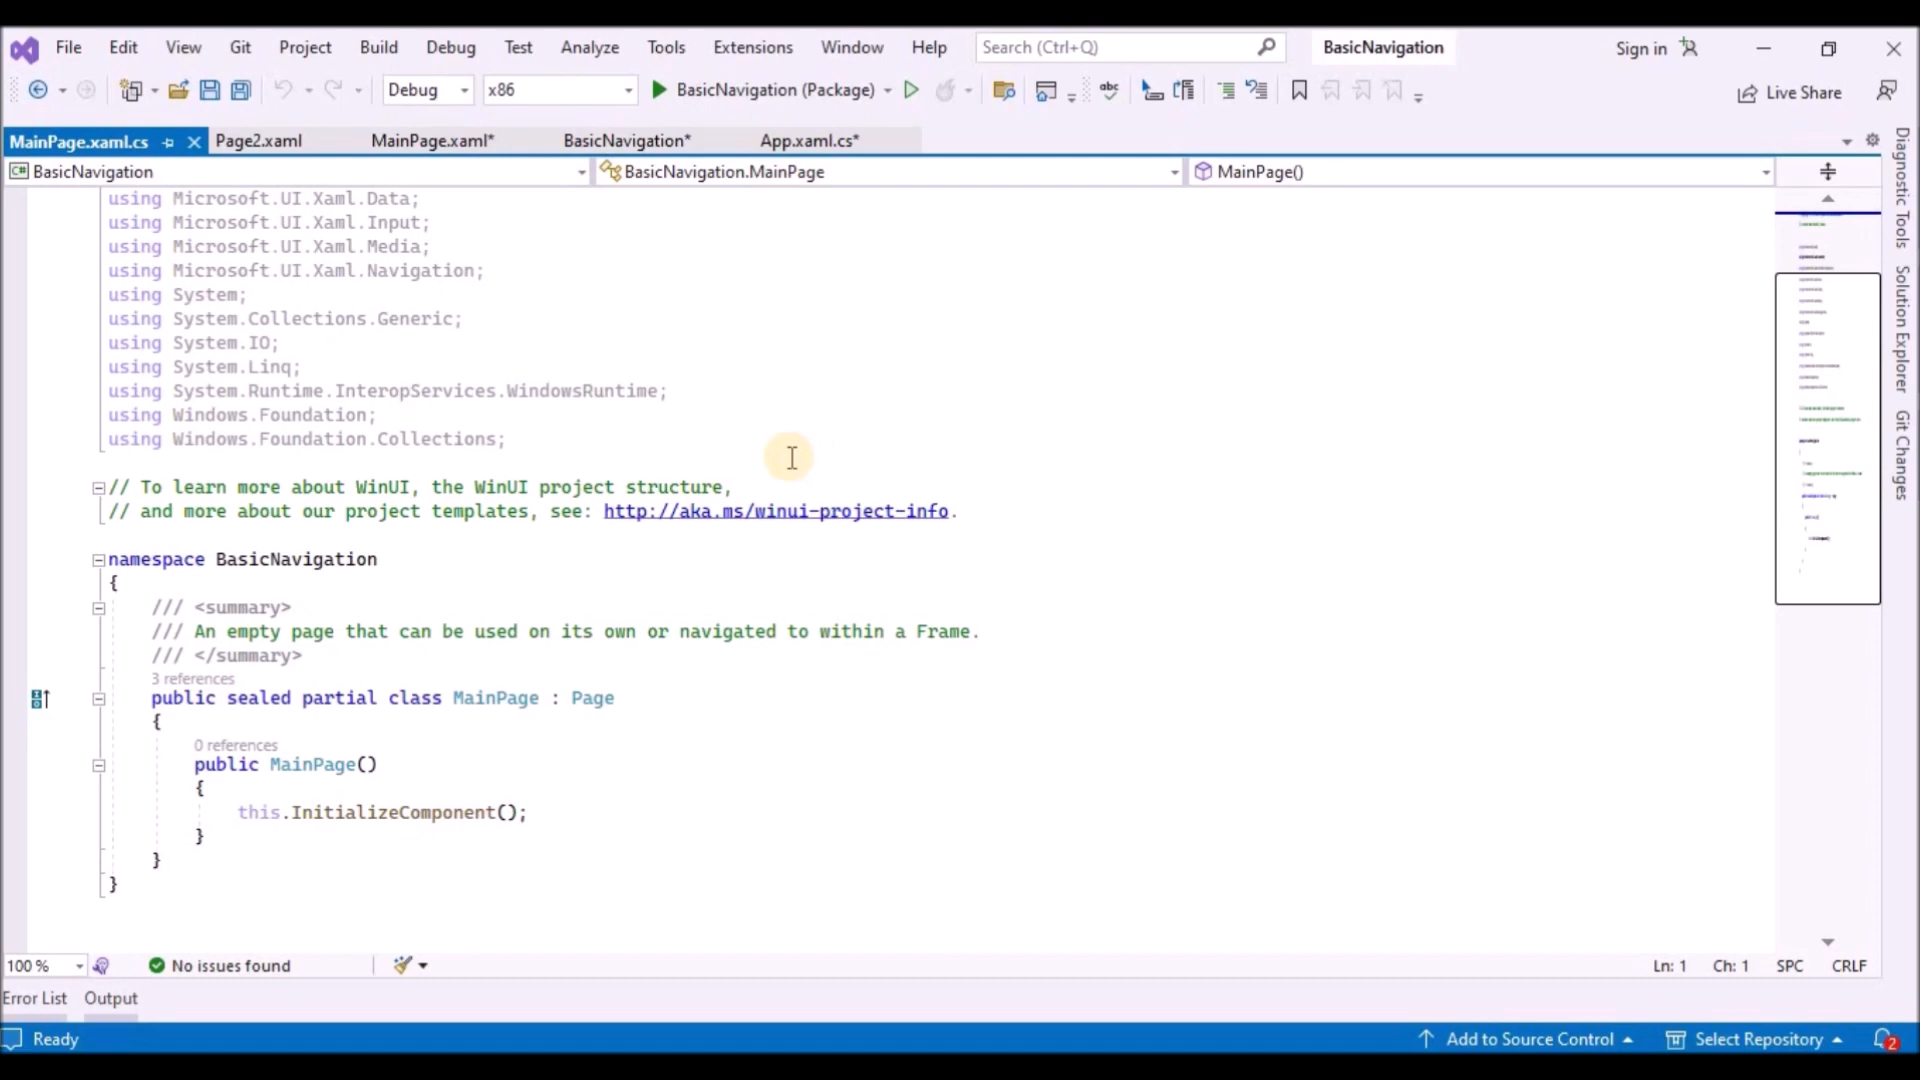 File Edit View Git Project Build Debug Test Analyze Tools Extensions Window Help Search (Ctrl+Q) BasicNavigation Sign in
Debug x86 BasicNavigation (Package) Live Share
MainPage.xaml.cs Page2.xaml MainPage.xaml* BasicNavigation* App.xaml.cs*
BasicNavigation BasicNavigation.MainPage MainPage()
using Microsoft.UI.Xaml.Data;
using Microsoft.UI.Xaml.Input;
using Microsoft.UI.Xaml.Media;
using Microsoft.UI.Xaml.Navigation;
using System;
using System.Collections.Generic;
using System.IO;
using System.Linq;
using System.Runtime.InteropServices.WindowsRuntime;
using Windows.Foundation;
using Windows.Foundation.Collections;
// To learn more about WinUI, the WinUI project structure,
// and more about our project templates, see: http://aka.ms/winui-project-info.
namespace BasicNavigation
{
/// <summary>
/// An empty page that can be used on its own or navigated to within a Frame.
/// </summary>
3 references
public sealed partial class MainPage : Page
{
0 references
public MainPage()
{
this.InitializeComponent();
}
}
}
Diagnostic Tools
Solution Explorer
Git Changes
100 % No issues found Ln: 1 Ch: 1 SPC CRLF
Error List Output
Ready Add to Source Control Select Repository 2